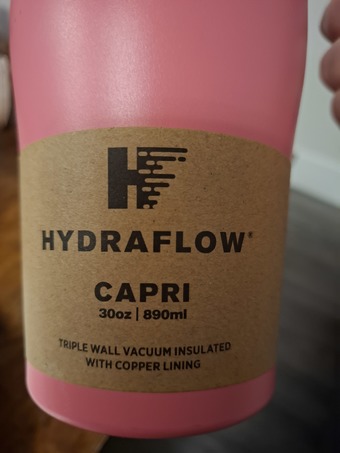 H
HYDRAFLOW®
CAPRI
30oz | 890ml
TRIPLE WALL VACUUM INSULATED
WITH COPPER LINING